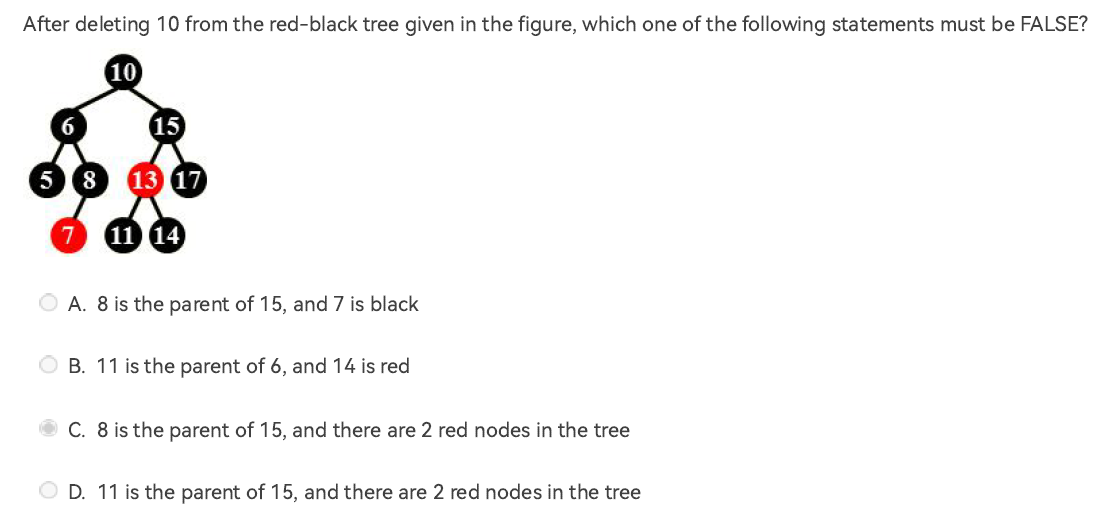 After deleting 10 from the red-black tree given in the figure, which one of the following statements must be FALSE?
10
6 15
5 8 13 17
7 11 14
A. 8 is the parent of 15, and 7 is black
B. 11 is the parent of 6, and 14 is red
C. 8 is the parent of 15, and there are 2 red nodes in the tree
D. 11 is the parent of 15, and there are 2 red nodes in the tree